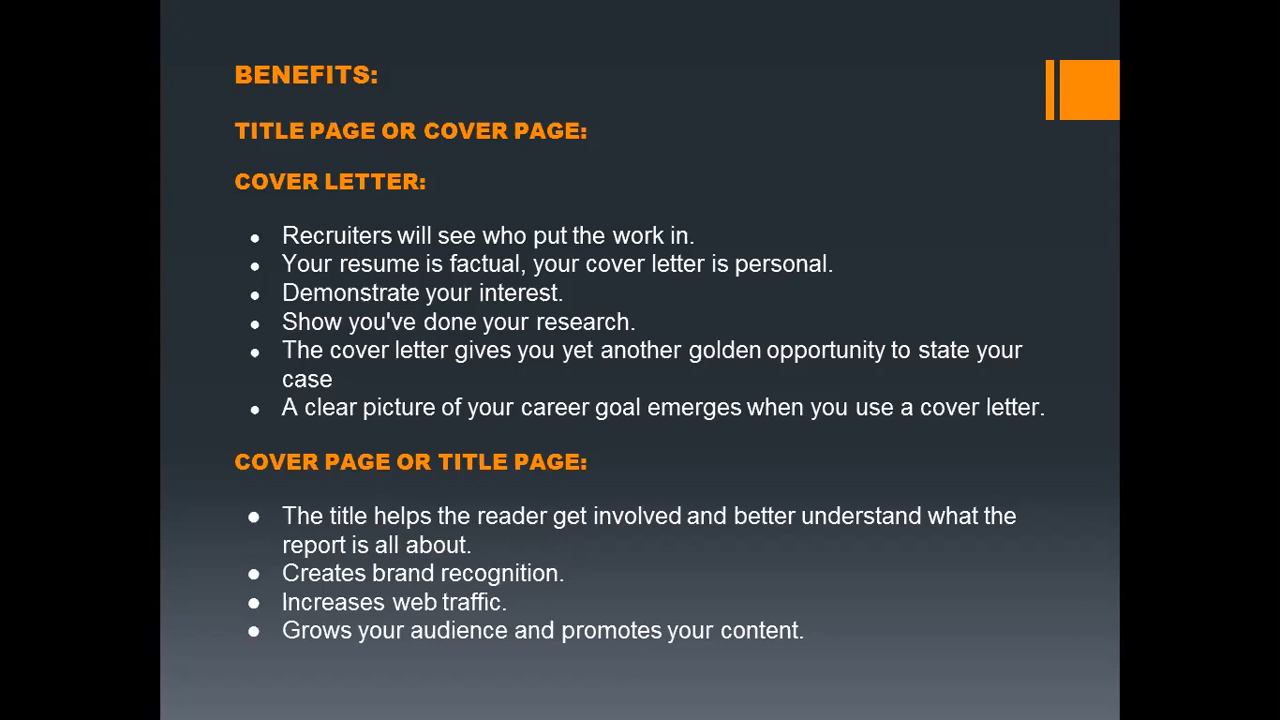 BENEFITS:
TITLE PAGE OR COVER PAGE:
COVER LETTER:
● Recruiters will see who put the work in.
● Your resume is factual, your cover letter is personal.
● Demonstrate your interest.
● Show you've done your research.
● The cover letter gives you yet another golden opportunity to state your
case
● A clear picture of your career goal emerges when you use a cover letter.
COVER PAGE OR TITLE PAGE:
● The title helps the reader get involved and better understand what the
report is all about.
● Creates brand recognition.
● Increases web traffic.
● Grows your audience and promotes your content.